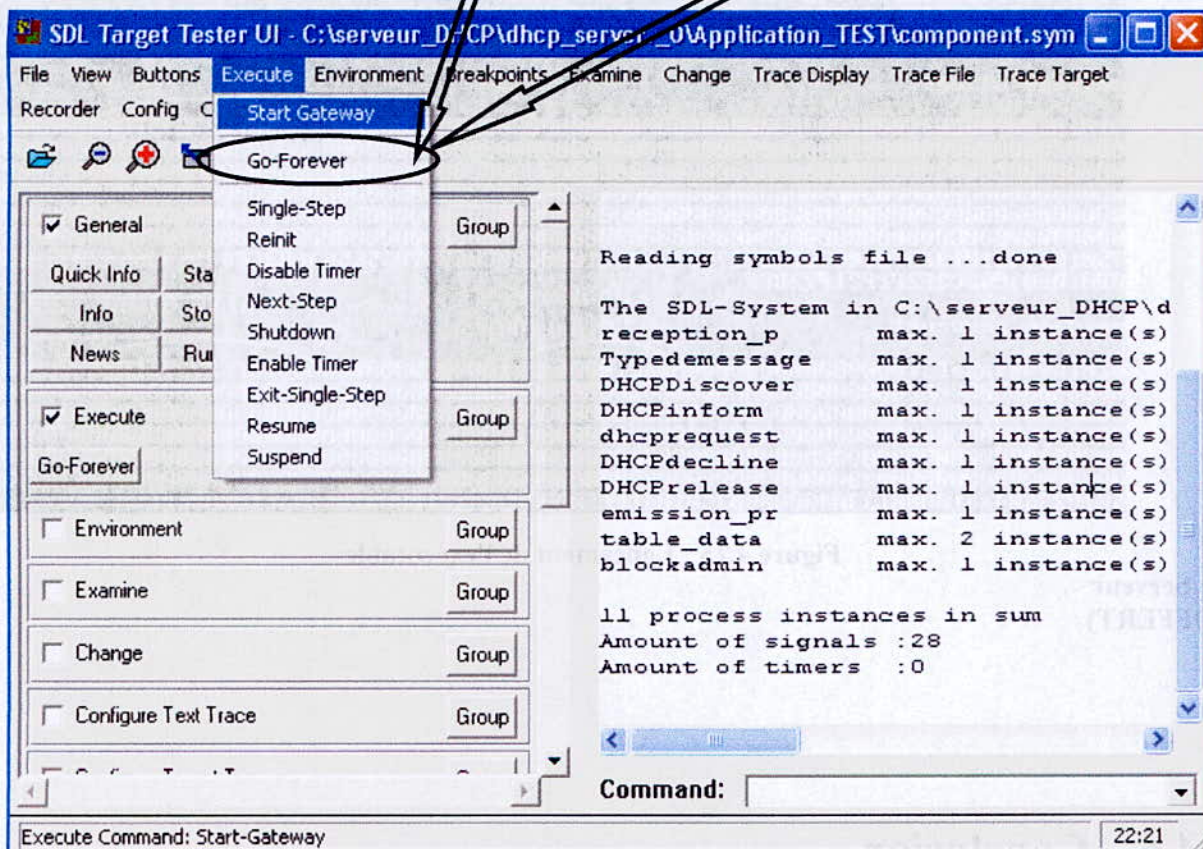 SDL Target Tester UI - C:\serveur_DHCP\dhcp_server_0\Application_TEST\component.sym
File View Buttons Execute Environment Breakpoints Examine Change Trace Display Trace File Trace Target
Recorder Config
Start Gateway
Go-Forever
Single-Step
Reinit
Disable Timer
Next-Step
Shutdown
Enable Timer
Exit-Single-Step
Resume
Suspend
General Group
Quick Info Sta
Info Sto
News Ru
Execute Group
Go-Forever
Environment Group
Examine Group
Change Group
Configure Text Trace Group
Reading symbols file ...done
The SDL-System in C:\serveur_DHCP\d
reception_p max. 1 instance(s)
Typedemessage max. 1 instance(s)
DHCPDiscover max. 1 instance(s)
DHCPinform max. 1 instance(s)
dhcprequest max. 1 instance(s)
DHCPdecline max. 1 instance(s)
DHCPrelease max. 1 instance(s)
emission_pr max. 1 instance(s)
table_data max. 2 instance(s)
blockadmin max. 1 instance(s)
11 process instances in sum
Amount of signals :28
Amount of timers :0
Command:
Execute Command: Start-Gateway 22:21